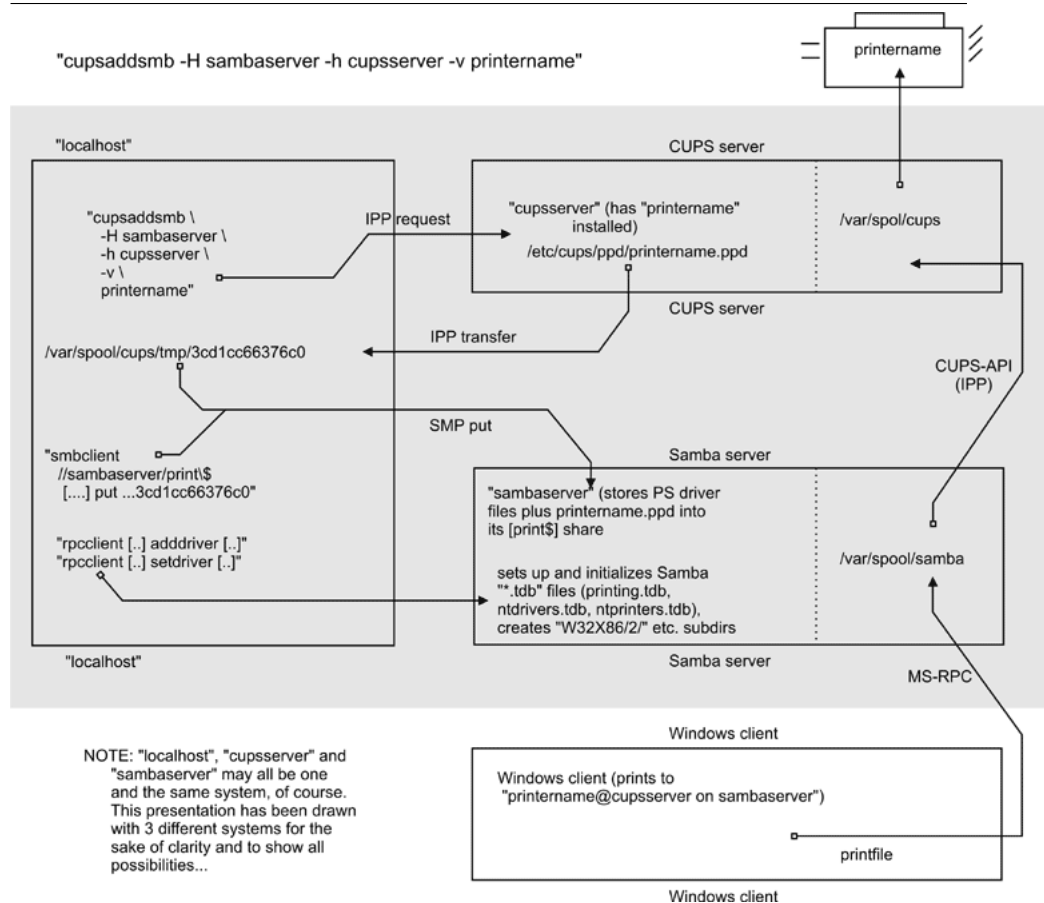 "cupsaddsmb -H sambaserver -h cupsserver -v printername"
printername
"localhost"
"cupsaddsmb \
-H sambaserver \
-h cupsserver \
-v \
printername"
IPP request
CUPS server
"cupsserver" (has "printername"
installed)
/etc/cups/ppd/printername.ppd
/var/spol/cups
CUPS server
IPP transfer
/var/spool/cups/tmp/3cd1cc66376c0
CUPS-API
(IPP)
SMP put
"smbclient
//sambaserver/print\$
[....] put ...3cd1cc66376c0"
"rpcclient [..] adddriver [..]"
"rpcclient [..] setdriver [..]"
"localhost"
Samba server
"sambaserver" (stores PS driver
files plus printername.ppd into
its [print$] share
sets up and initializes Samba
"*.tdb" files (printing.tdb,
ntdrivers.tdb, ntprinters.tdb),
creates "W32X86/2/" etc. subdirs
/var/spool/samba
Samba server
MS-RPC
Windows client
Windows client (prints to
"printername@cupsserver on sambaserver")
printfile
Windows client
NOTE: "localhost", "cupsserver" and
"sambaserver" may all be one
and the same system, of course.
This presentation has been drawn
with 3 different systems for the
sake of clarity and to show all
possibilities...